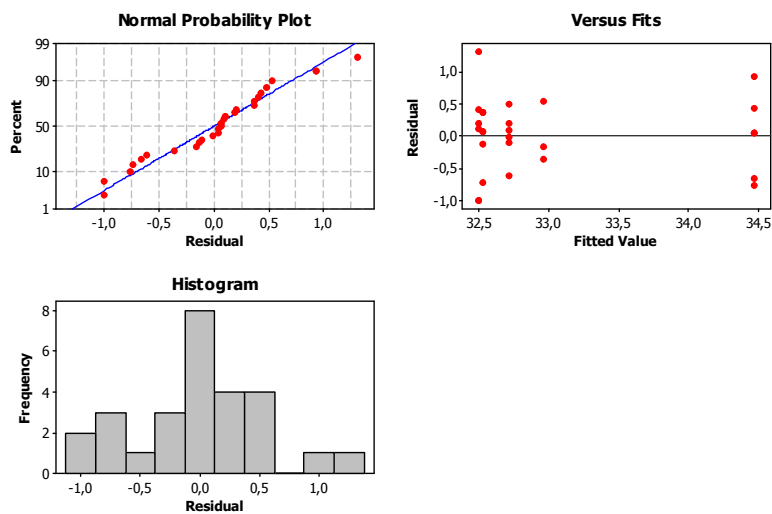 Normal Probability Plot
99
90
50
10
1
Percent
-1,0 -0,5 0,0 0,5 1,0
Residual
Versus Fits
1,0
0,5
0,0
-0,5
-1,0
Residual
32,5 33,0 33,5 34,0 34,5
Fitted Value
Histogram
8
6
4
2
0
Frequency
-1,0 -0,5 0,0 0,5 1,0
Residual